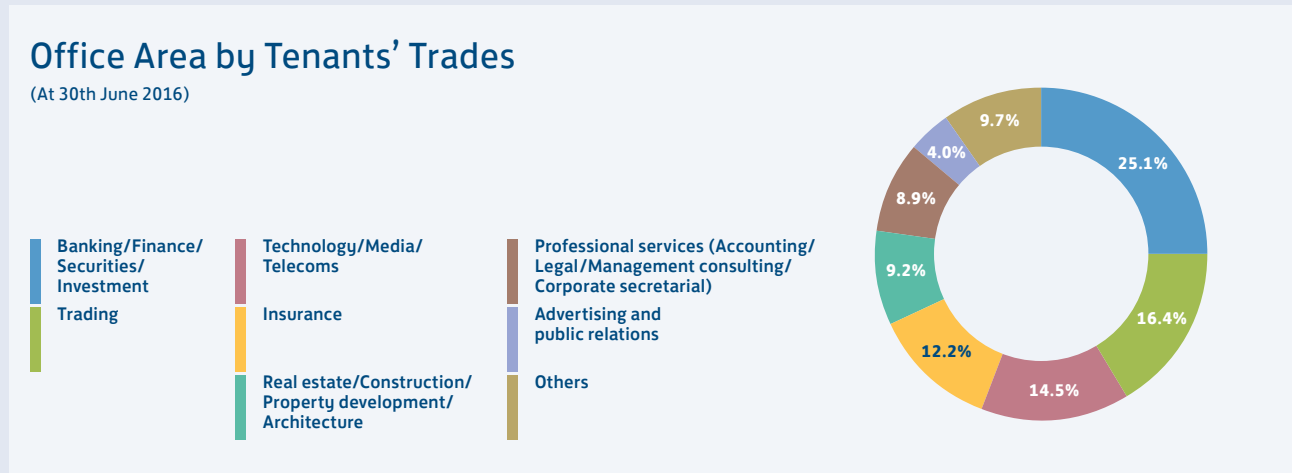 Office Area by Tenants’ Trades
(At 30th June 2016)
Banking/Finance/
Securities/
Investment
Trading
Technology/Media/
Telecoms
Insurance
Real estate/Construction/
Property development/
Architecture
Professional services (Accounting/
Legal/Management consulting/
Corporate secretarial)
Advertising and
public relations
Others
25.1%
16.4%
14.5%
12.2%
9.2%
8.9%
4.0%
9.7%